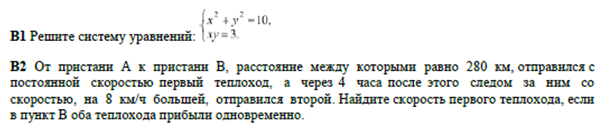 В1 Решите систему уравнений: { x² + y² = 10,
xy = 3.
В2 От пристани А к пристани В, расстояние между которыми равно 280 км, отправился с
постоянной скоростью первый теплоход, а через 4 часа после этого следом за ним со
скоростью, на 8 км/ч большей, отправился второй. Найдите скорость первого теплохода, если
в пункт В оба теплохода прибыли одновременно.